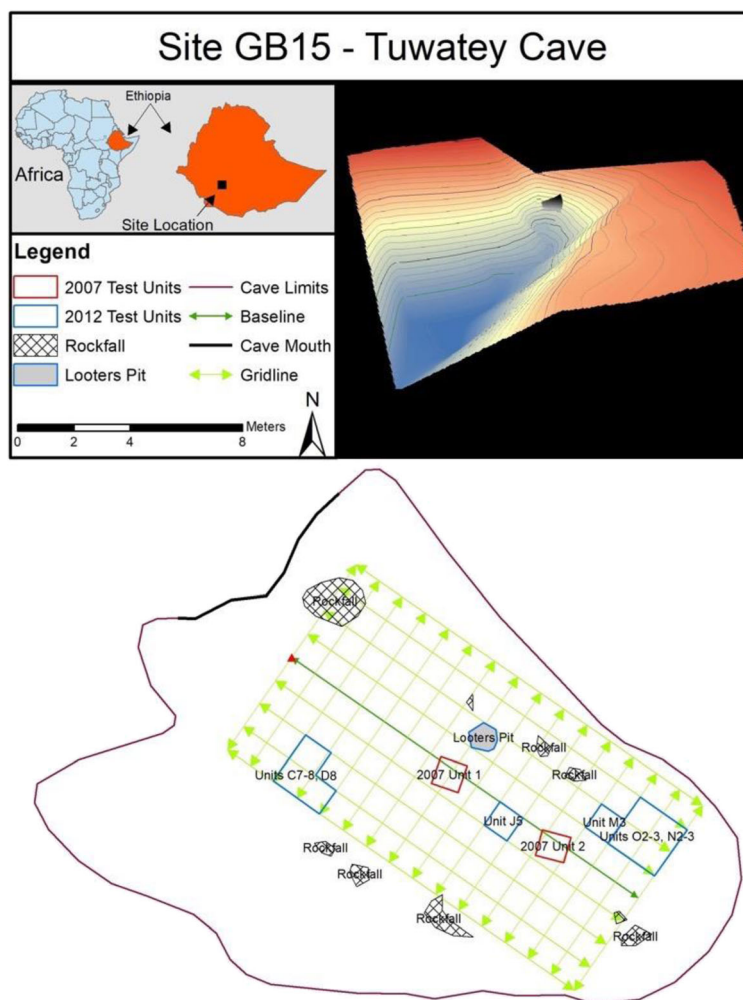 Site GB15 - Tuwatey Cave
Ethiopia
Africa
Site Location
Legend
2007 Test Units
Cave Limits
2012 Test Units
Baseline
Rockfall
Cave Mouth
Looters Pit
Gridline
N
Meters
0 2 4 8
Rockfall
Looters Pit
Rockfall
Units C7-8, D8
2007 Unit 1
Rockfall
Unit J5
Unit M3
Units O2-3, N2-3
Rockfall
2007 Unit 2
Rockfall
Rockfall
Rockfall